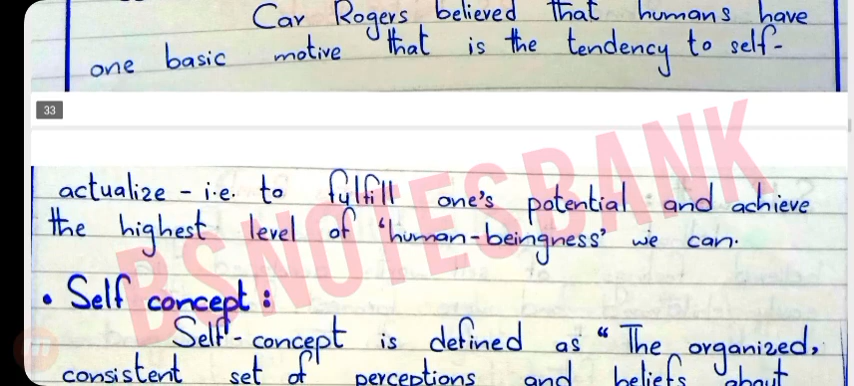 Car Rogers believed that humans have
one basic motive that is the tendency to self-
33
actualize - i.e. to fulfill one's potential and achieve
the highest level of 'human-beingness' we can.
• Self concept :
Self-concept is defined as "The organized,
consistent set of perceptions and beliefs about
BSNOTESBANK